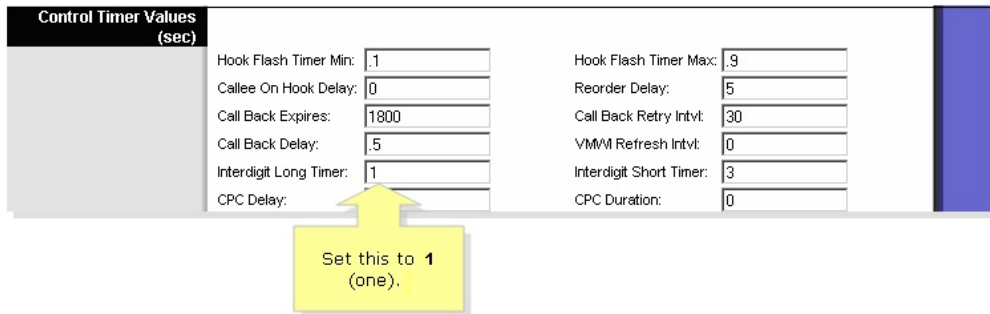 Control Timer Values
(sec)
Hook Flash Timer Min: .1 Hook Flash Timer Max: .9
Callee On Hook Delay: 0 Reorder Delay: 5
Call Back Expires: 1800 Call Back Retry Intvl: 30
Call Back Delay: .5 VMWI Refresh Intvl: 0
Interdigit Long Timer: 1 Interdigit Short Timer: 3
CPC Delay: CPC Duration: 0
Set this to 1
(one).